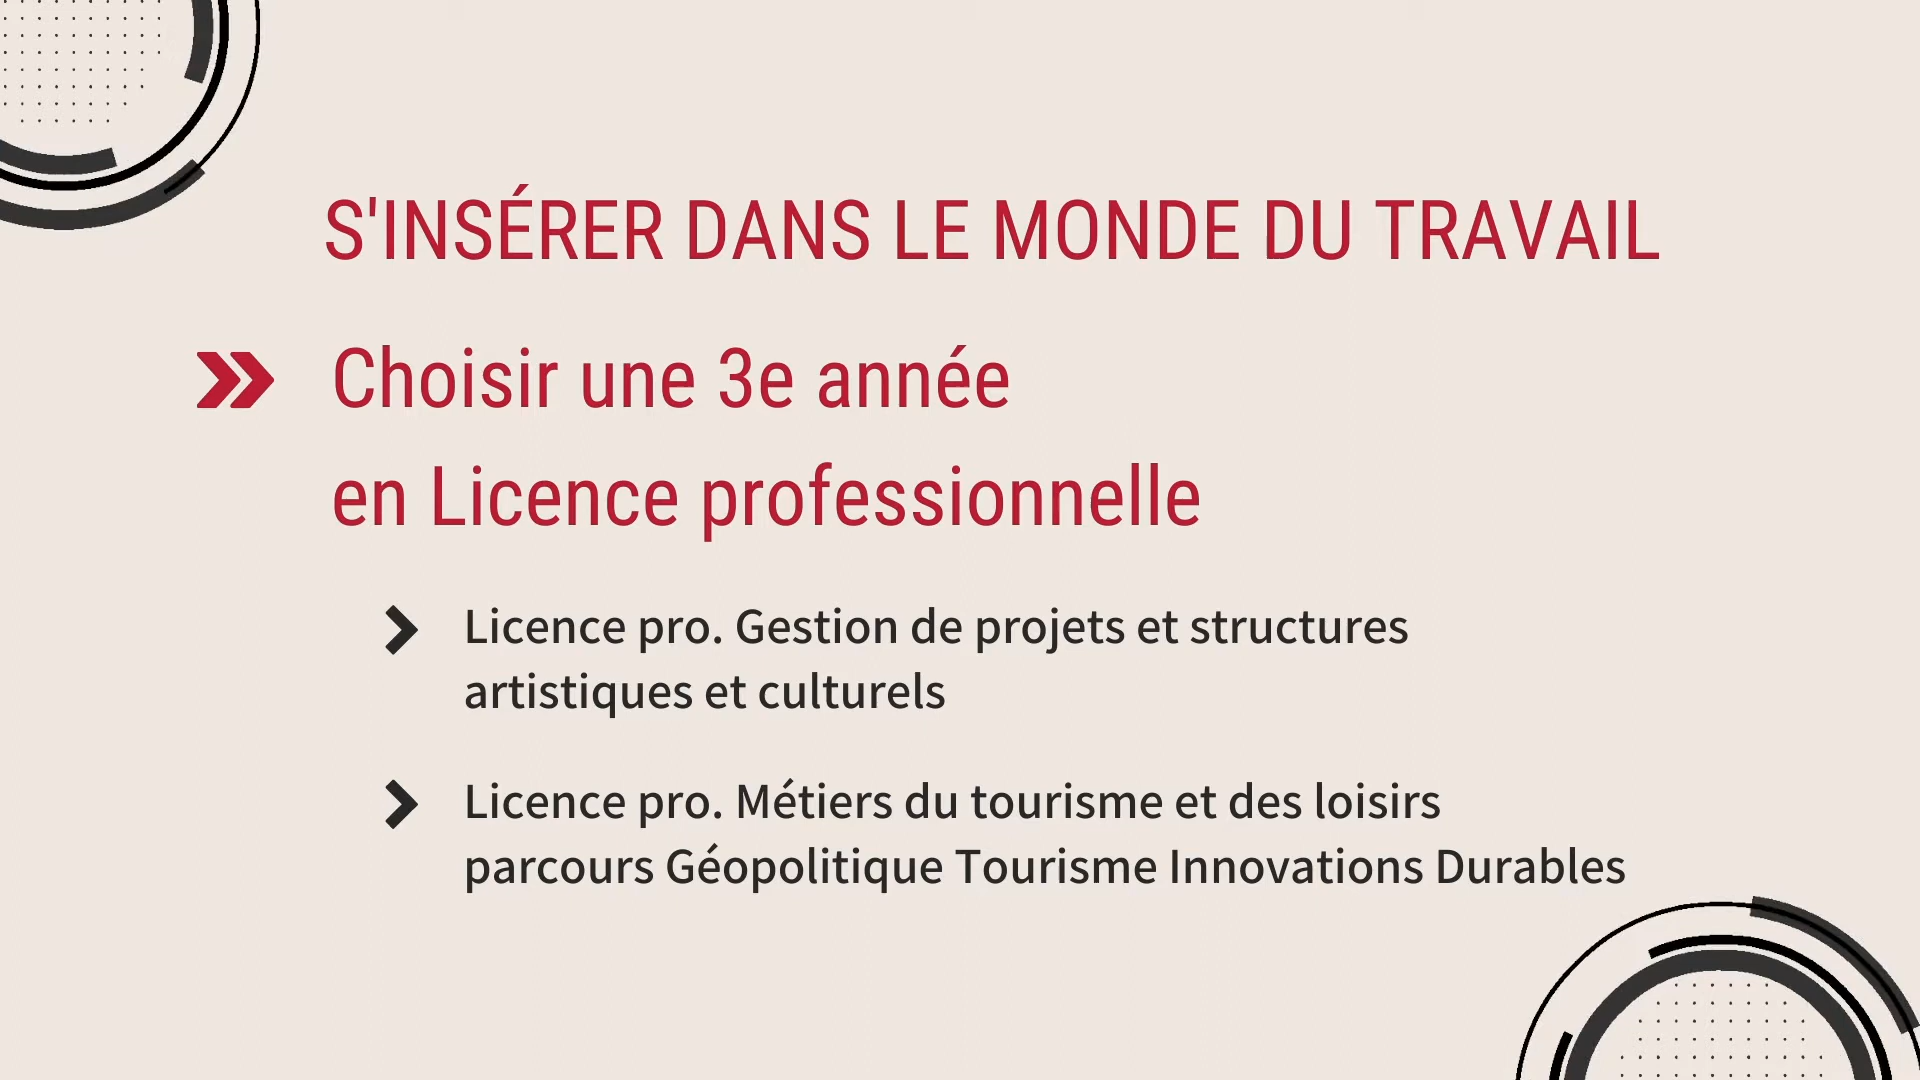 S'INSÉRER DANS LE MONDE DU TRAVAIL
Choisir une 3e année
en Licence professionnelle
Licence pro. Gestion de projets et structures
artistiques et culturels
Licence pro. Métiers du tourisme et des loisirs
parcours Géopolitique Tourisme Innovations Durables